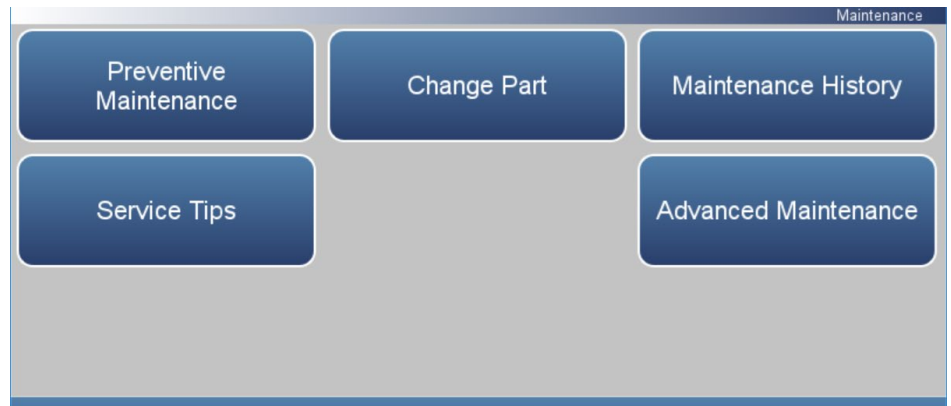 Maintenance
Preventive
Maintenance
Change Part
Maintenance History
Service Tips
Advanced Maintenance